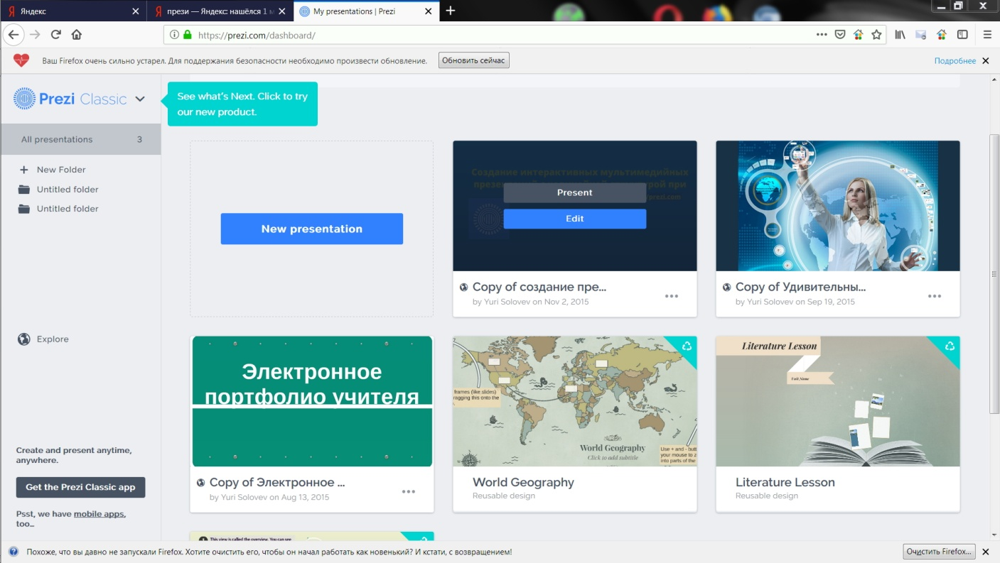 Яндекс
прези — Яндекс: нашёлся 1 м
My presentations | Prezi
https://prezi.com/dashboard/
Ваш Firefox очень сильно устарел. Для поддержания безопасности необходимо произвести обновление.
Обновить сейчас
Подробнее
Prezi Classic
See what's Next. Click to try
our new product.
All presentations 3
New Folder
Untitled folder
Untitled folder
Explore
Create and present anytime,
anywhere.
Get the Prezi Classic app
Psst, we have mobile apps,
too...
New presentation
Создание интерактивных мультимедийных
Present
Edit
prezi.com
Copy of создание пре...
by Yuri Solovev on Nov 2, 2015
Copy of Удивительны...
by Yuri Solovev on Sep 19, 2015
Электронное
портфолио учителя
Copy of Электронное ...
by Yuri Solovev on Aug 13, 2015
frames (like slides)
ragging this onto the
World Geography
Click to add subtitle
Use + and - butt
your mouse to z
into parts of the
World Geography
Reusable design
Literature Lesson
Unit Name
Literature Lesson
Reusable design
This view is called the overview. You can see
Похоже, что вы давно не запускали Firefox. Хотите очистить его, чтобы он начал работать как новенький? И кстати, с возвращением!
Очистить Firefox...